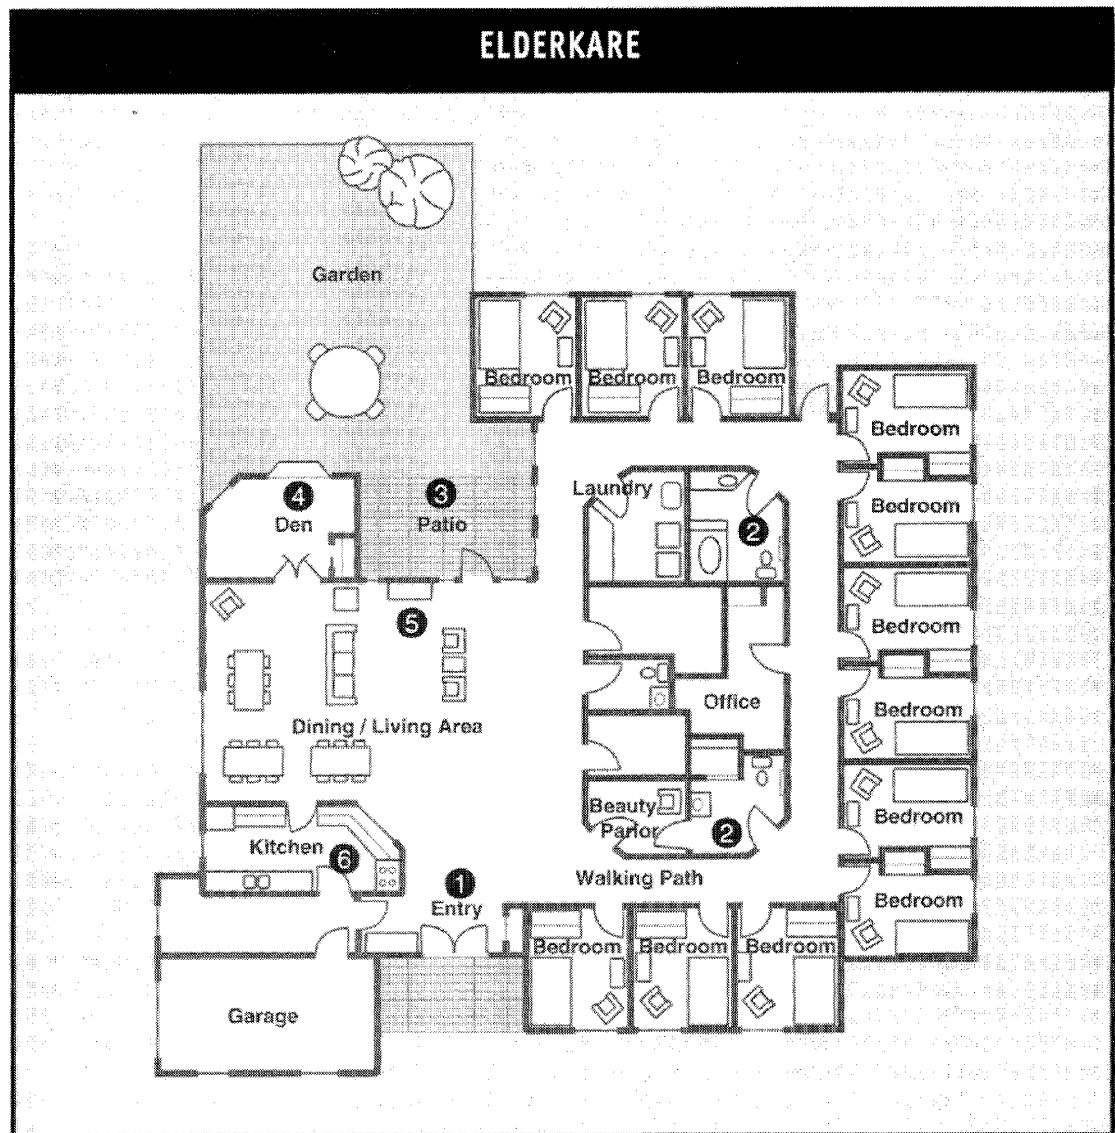 ELDERKARE
Garden
Bedroom Bedroom Bedroom
Bedroom
Laundry
4 3
Den Patio
2
Bedroom
5
Bedroom
Office
Dining / Living Area
Bedroom
Beauty
Parlor
2
Bedroom
Kitchen 6
Walking Path
1
Entry
Bedroom
Bedroom Bedroom Bedroom
Garage